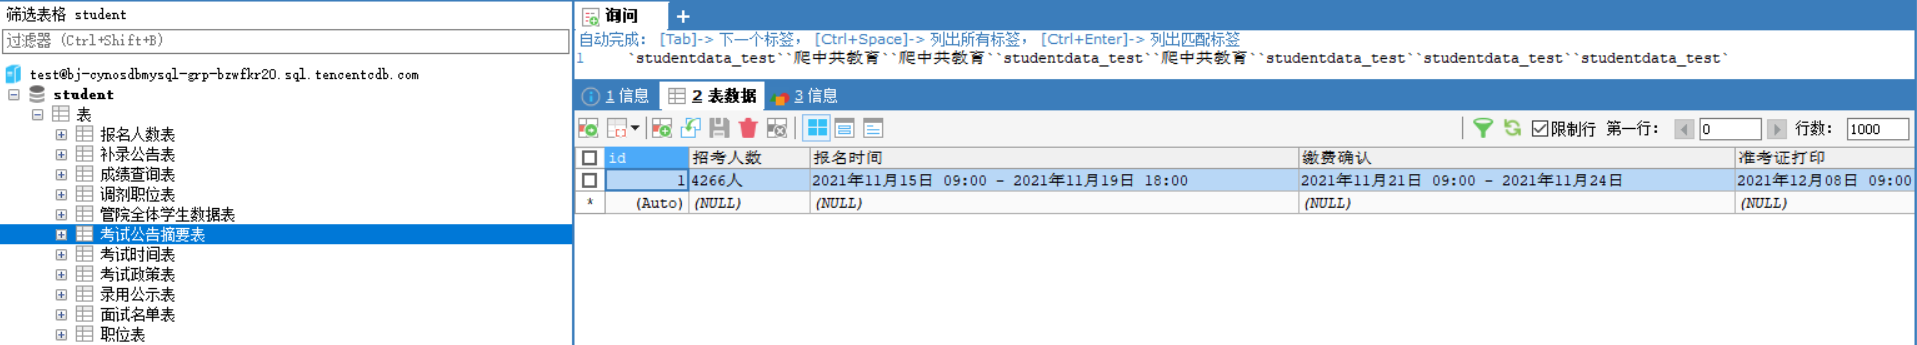 筛选表格 student
过滤器 (Ctrl+Shift+B)
test@bj-cynosdbmysql-grp-bzwfkr20.sql.tencentcdb.com
student
表
报名人数表
补录公告表
成绩查询表
调剂职位表
管院全体学生数据表
考试公告摘要表
考试时间表
考试政策表
录用公示表
面试名单表
职位表
询问 +
自动完成: [Tab]-> 下一个标签, [Ctrl+Space]-> 列出所有标签, [Ctrl+Enter]-> 列出匹配标签
1 `studentdata_test``爬中共教育``爬中共教育``studentdata_test``爬中共教育``studentdata_test``studentdata_test``studentdata_test`
1 信息 2 表数据 3 信息
限制行 第一行: 0 行数: 1000
id 招考人数 报名时间 缴费确认 准考证打印
1 4266人 2021年11月15日 09:00 - 2021年11月19日 18:00 2021年11月21日 09:00 - 2021年11月24日 2021年12月08日 09:00
* (Auto) (NULL) (NULL) (NULL) (NULL)